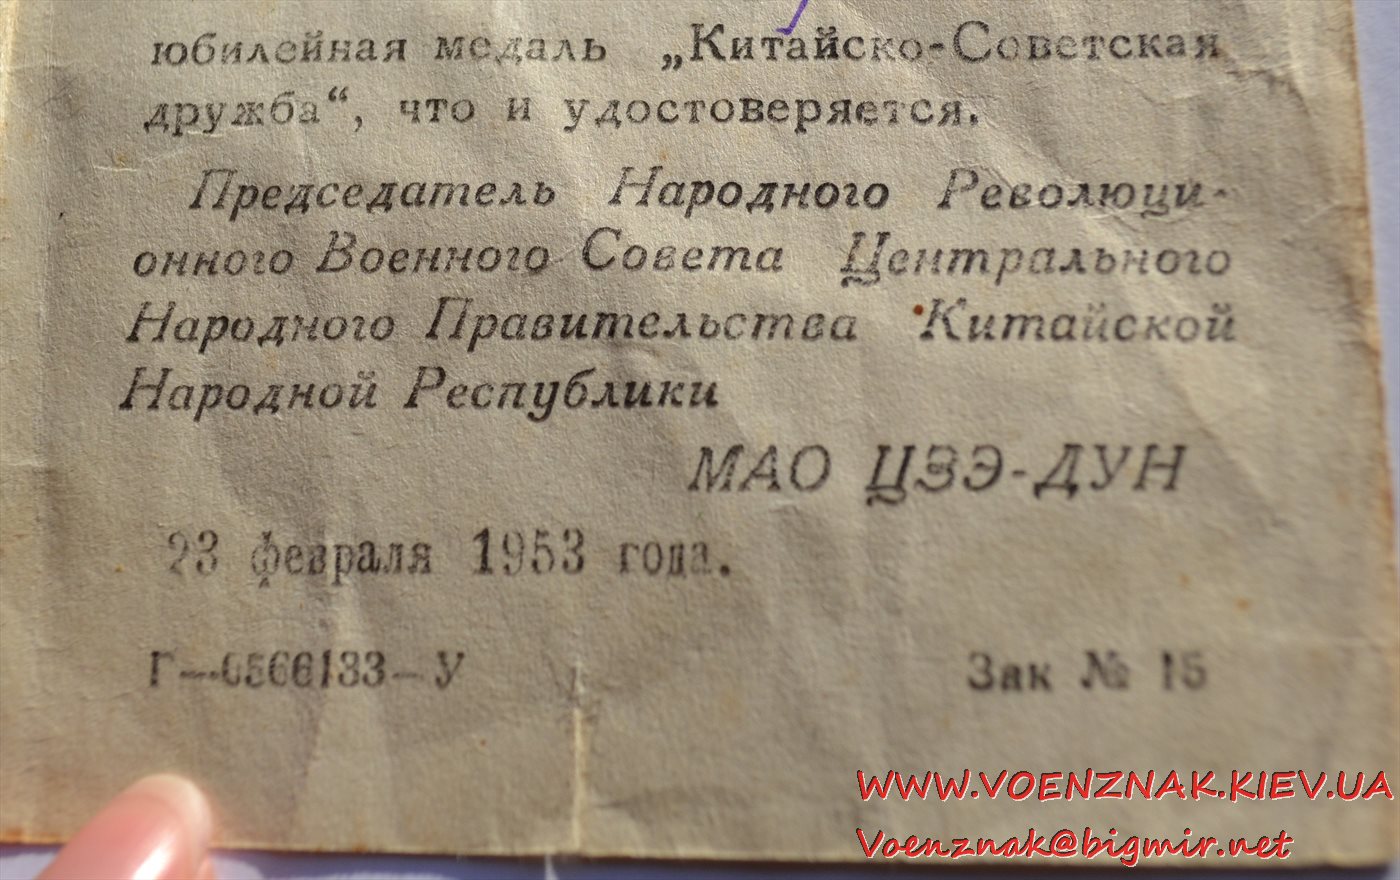 юбилейная медаль „Китайско-Советская
дружба“, что и удостоверяется.
Председатель Народного Революци-
онного Военного Совета Центрального
Народного Правительства Китайской
Народной Республики
МАО ЦЗЭ-ДУН
23 февраля 1953 года.
Г—0566133—У
Зак № 15
WWW.VOENZNAK.KIEV.UA
Voenznak@bigmir.net